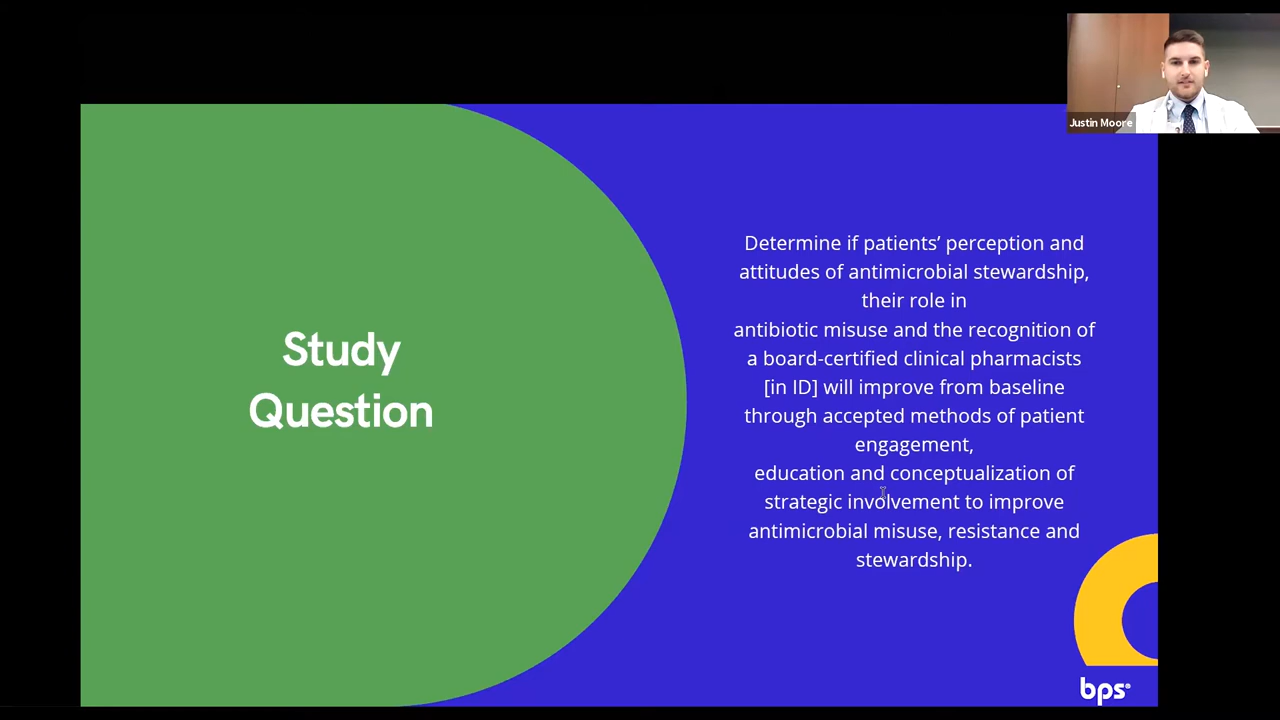 Justin Moore
Study
Question
Determine if patients’ perception and
attitudes of antimicrobial stewardship,
their role in
antibiotic misuse and the recognition of
a board-certified clinical pharmacists
[in ID] will improve from baseline
through accepted methods of patient
engagement,
education and conceptualization of
strategic involvement to improve
antimicrobial misuse, resistance and
stewardship.
bps®